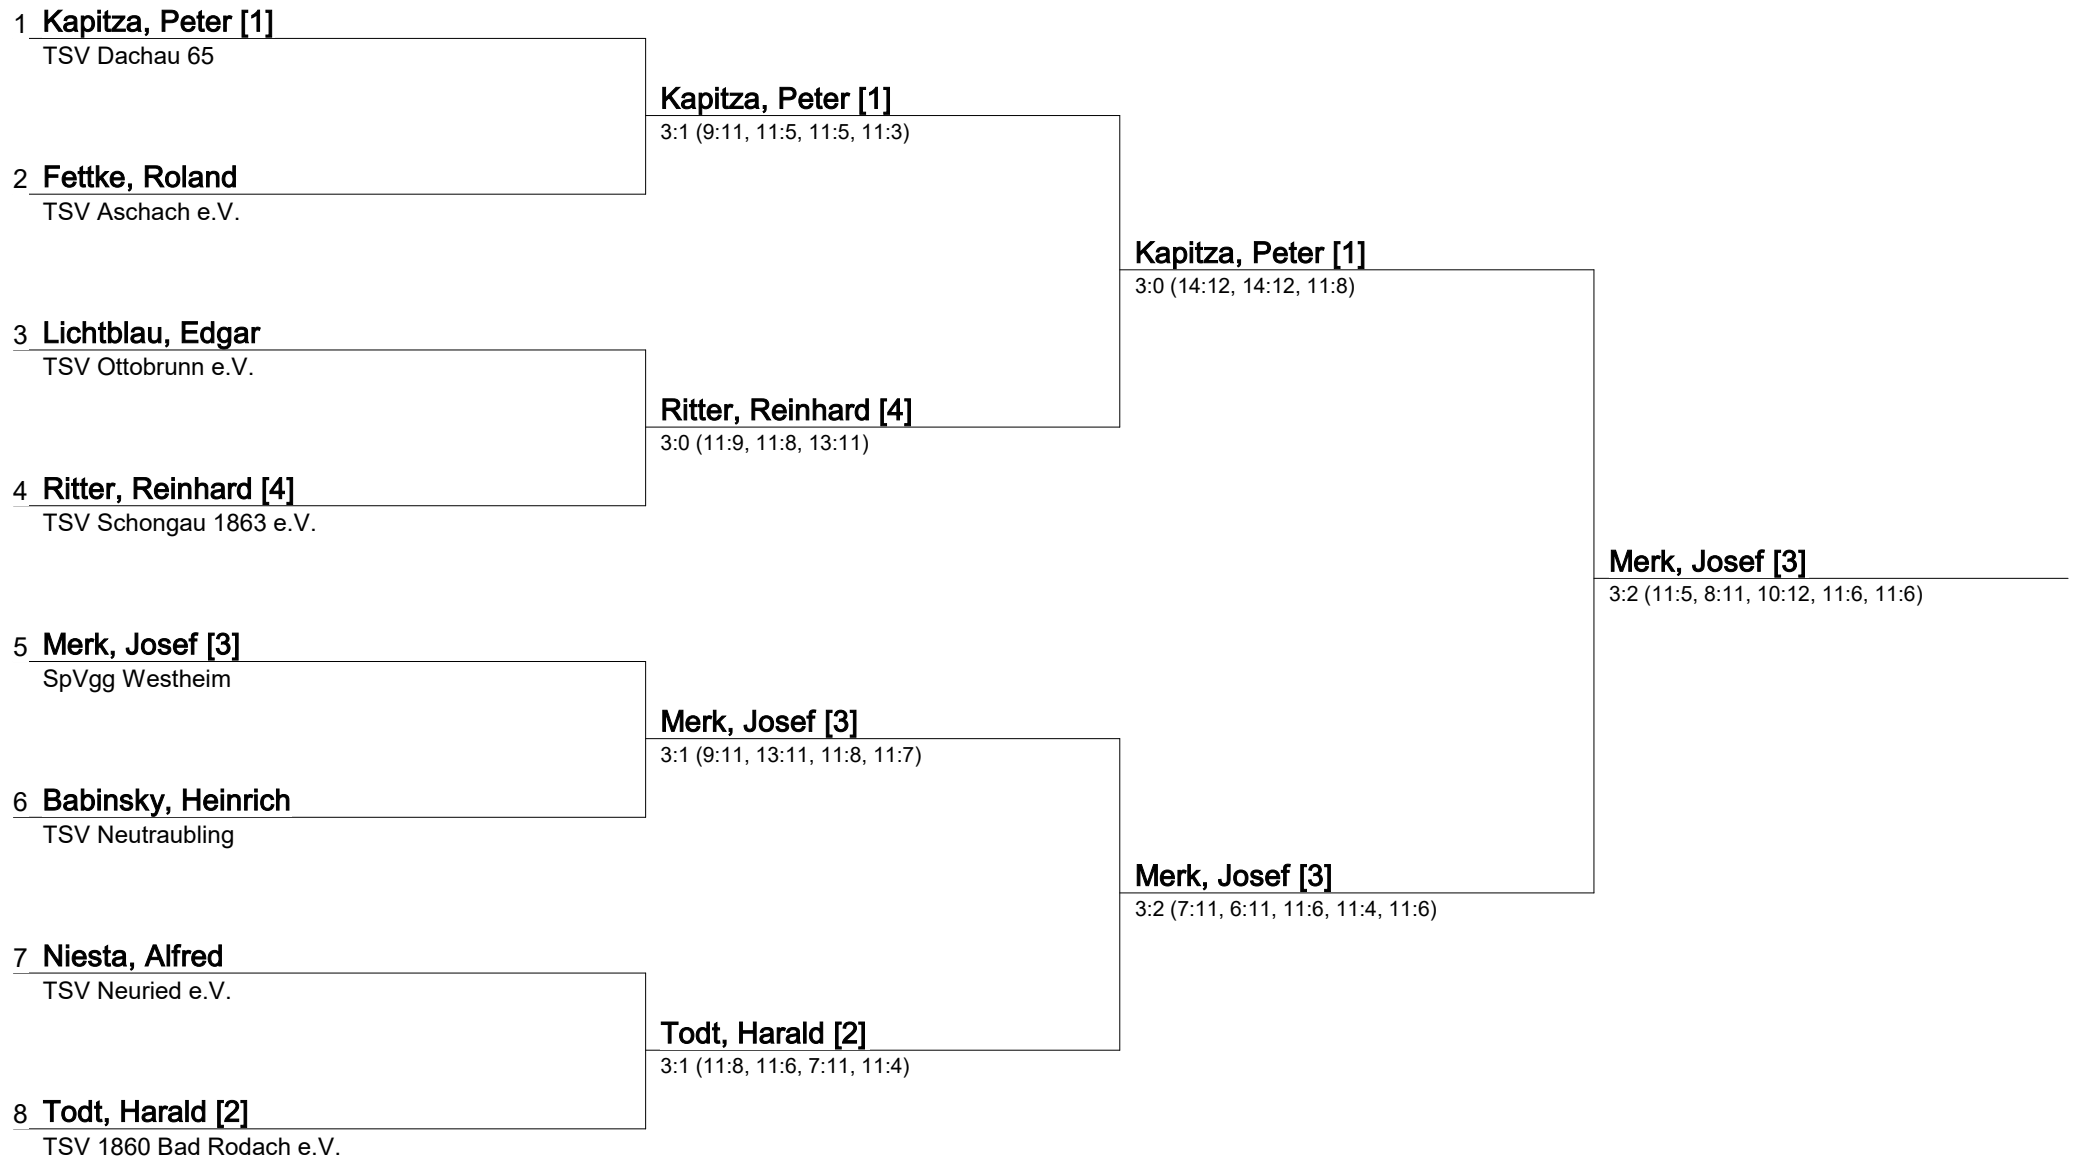 1 Kapitza, Peter [1]
TSV Dachau 65
Kapitza, Peter [1]
3:1 (9:11, 11:5, 11:5, 11:3)
2 Fettke, Roland
TSV Aschach e.V.
Kapitza, Peter [1]
3:0 (14:12, 14:12, 11:8)
3 Lichtblau, Edgar
TSV Ottobrunn e.V.
Ritter, Reinhard [4]
3:0 (11:9, 11:8, 13:11)
4 Ritter, Reinhard [4]
TSV Schongau 1863 e.V.
Merk, Josef [3]
3:2 (11:5, 8:11, 10:12, 11:6, 11:6)
5 Merk, Josef [3]
SpVgg Westheim
Merk, Josef [3]
3:1 (9:11, 13:11, 11:8, 11:7)
6 Babinsky, Heinrich
TSV Neutraubling
Merk, Josef [3]
3:2 (7:11, 6:11, 11:6, 11:4, 11:6)
7 Niesta, Alfred
TSV Neuried e.V.
Todt, Harald [2]
3:1 (11:8, 11:6, 7:11, 11:4)
8 Todt, Harald [2]
TSV 1860 Bad Rodach e.V.